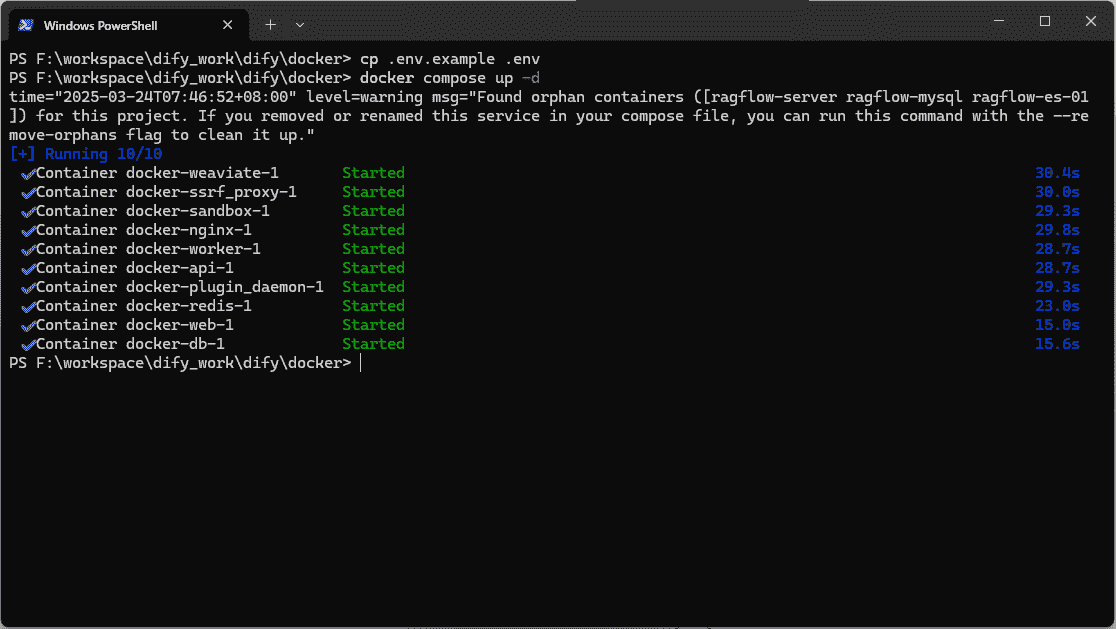 Windows PowerShell
PS F:\workspace\dify_work\dify\docker> cp .env.example .env
PS F:\workspace\dify_work\dify\docker> docker compose up -d
time="2025-03-24T07:46:52+08:00" level=warning msg="Found orphan containers ([ragflow-server ragflow-mysql ragflow-es-01
]) for this project. If you removed or renamed this service in your compose file, you can run this command with the --re
move-orphans flag to clean it up."
[+] Running 10/10
✔Container docker-weaviate-1 Started 30.4s
✔Container docker-ssrf_proxy-1 Started 30.0s
✔Container docker-sandbox-1 Started 29.3s
✔Container docker-nginx-1 Started 29.8s
✔Container docker-worker-1 Started 28.7s
✔Container docker-api-1 Started 28.7s
✔Container docker-plugin_daemon-1 Started 29.3s
✔Container docker-redis-1 Started 23.0s
✔Container docker-web-1 Started 15.0s
✔Container docker-db-1 Started 15.6s
PS F:\workspace\dify_work\dify\docker>